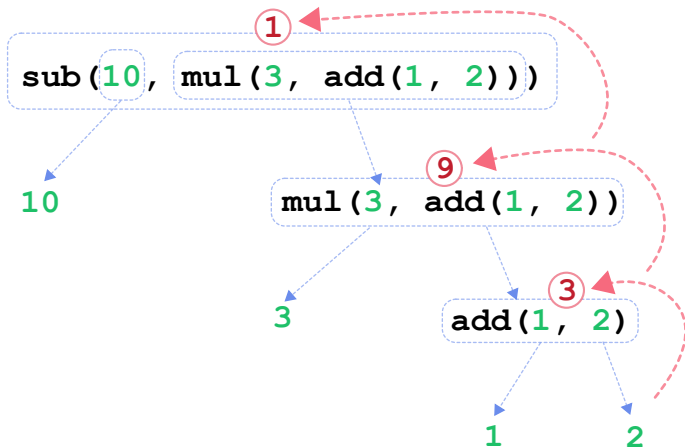 1
sub(10, mul(3, add(1, 2)))
9
10
mul(3, add(1, 2))
3
3
add(1, 2)
1 2